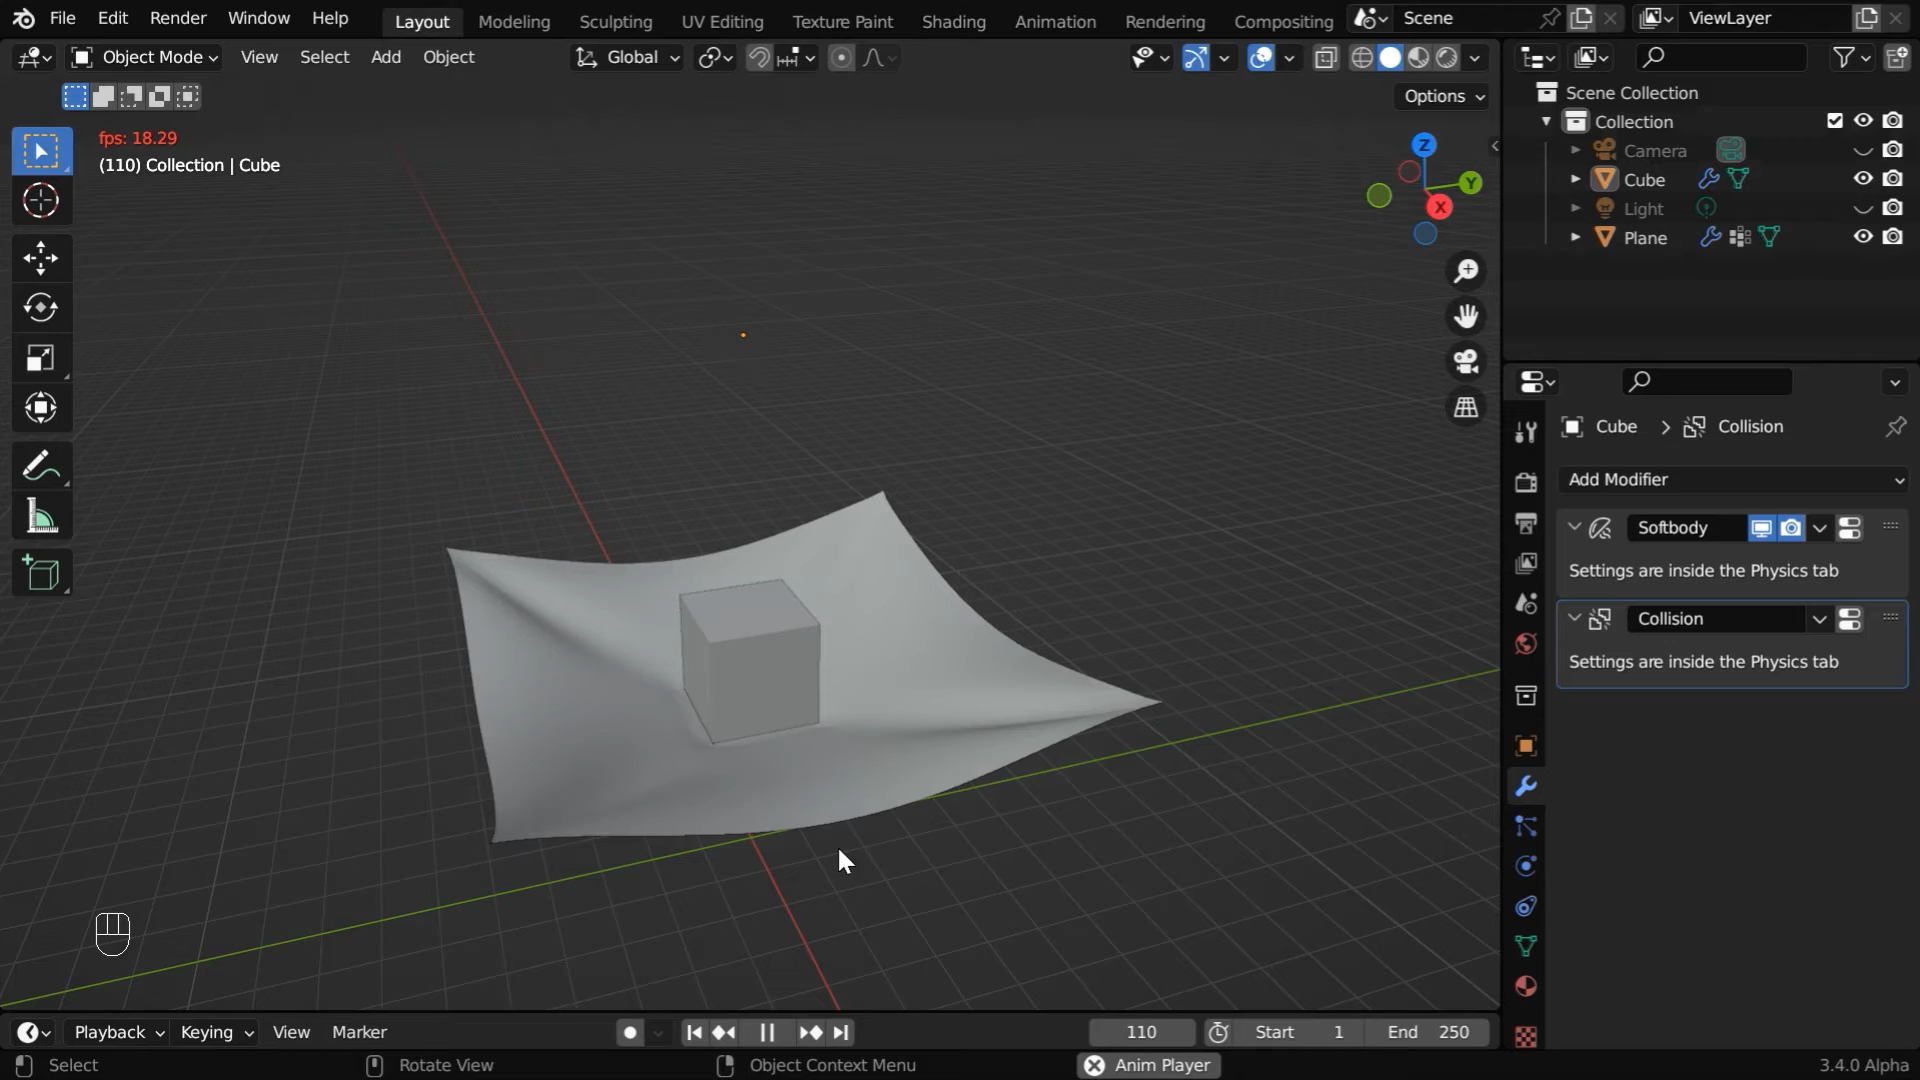 File Edit Render Window Help Layout Modeling Sculpting UV Editing Texture Paint Shading Animation Rendering Compositing Scene ViewLayer
Object Mode View Select Add Object Global
Options
fps: 18.29
(110) Collection | Cube
Z
Y
X
Scene Collection
Collection
Camera
Cube
Light
Plane
Cube > Collision
Add Modifier
Softbody
Settings are inside the Physics tab
Collision
Settings are inside the Physics tab
Playback Keying View Marker 110 Start 1 End 250
Select Rotate View Object Context Menu Anim Player 3.4.0 Alpha